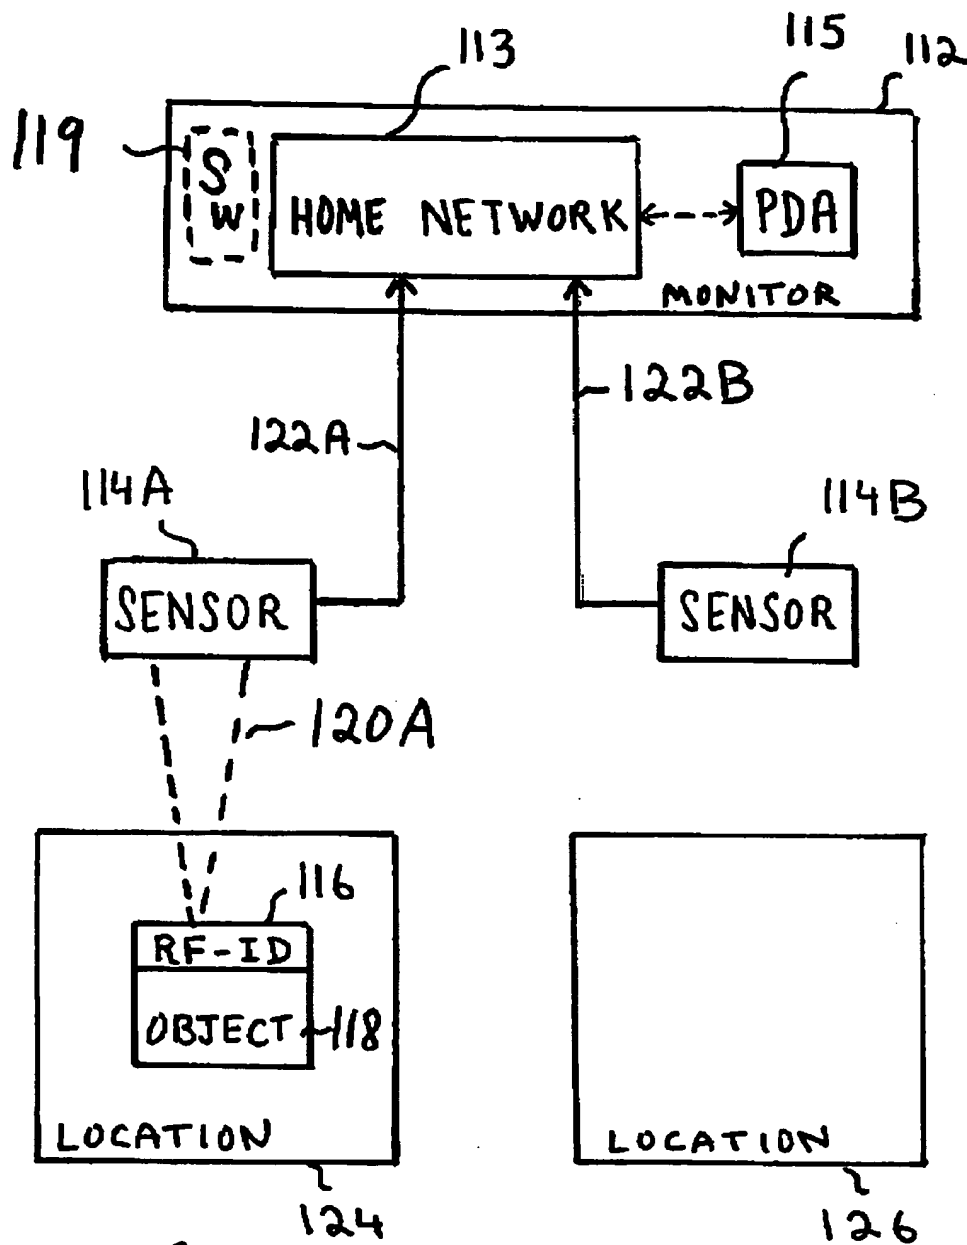 113
115
112
119
S
W
HOME NETWORK
PDA
MONITOR
122A
122B
114A
114B
SENSOR
SENSOR
120A
116
RF-ID
OBJECT
118
LOCATION
LOCATION
124
126